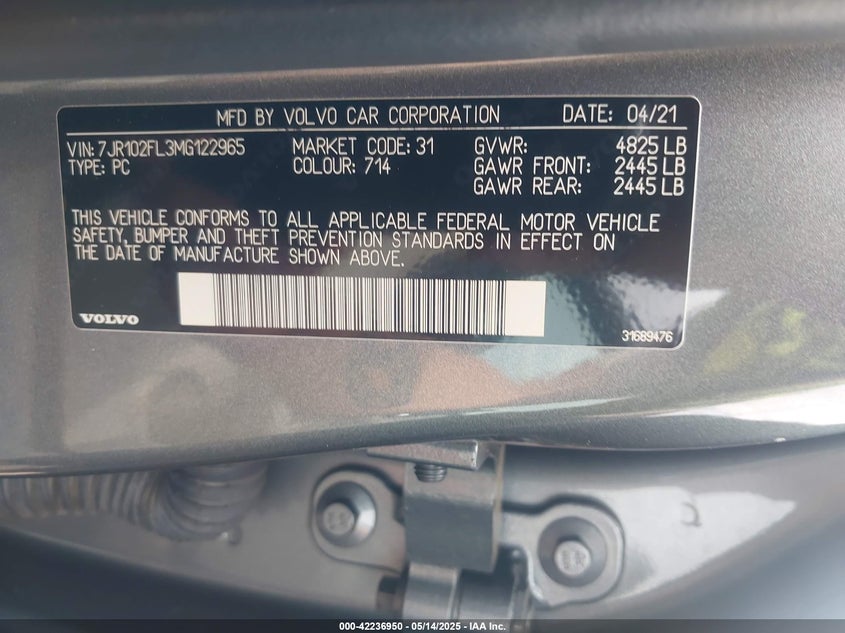 MFD BY VOLVO CAR CORPORATION DATE: 04/21
VIN: 7JR102FL3MG122965 MARKET CODE: 31 GVWR: 4825 LB
TYPE: PC COLOUR: 714 GAWR FRONT: 2445 LB
GAWR REAR: 2445 LB
THIS VEHICLE CONFORMS TO ALL APPLICABLE FEDERAL MOTOR VEHICLE
SAFETY, BUMPER AND THEFT PREVENTION STANDARDS IN EFFECT ON
THE DATE OF MANUFACTURE SHOWN ABOVE.
VOLVO
31689476
000-42236950 -- 05/14/2025 -- IAA Inc.